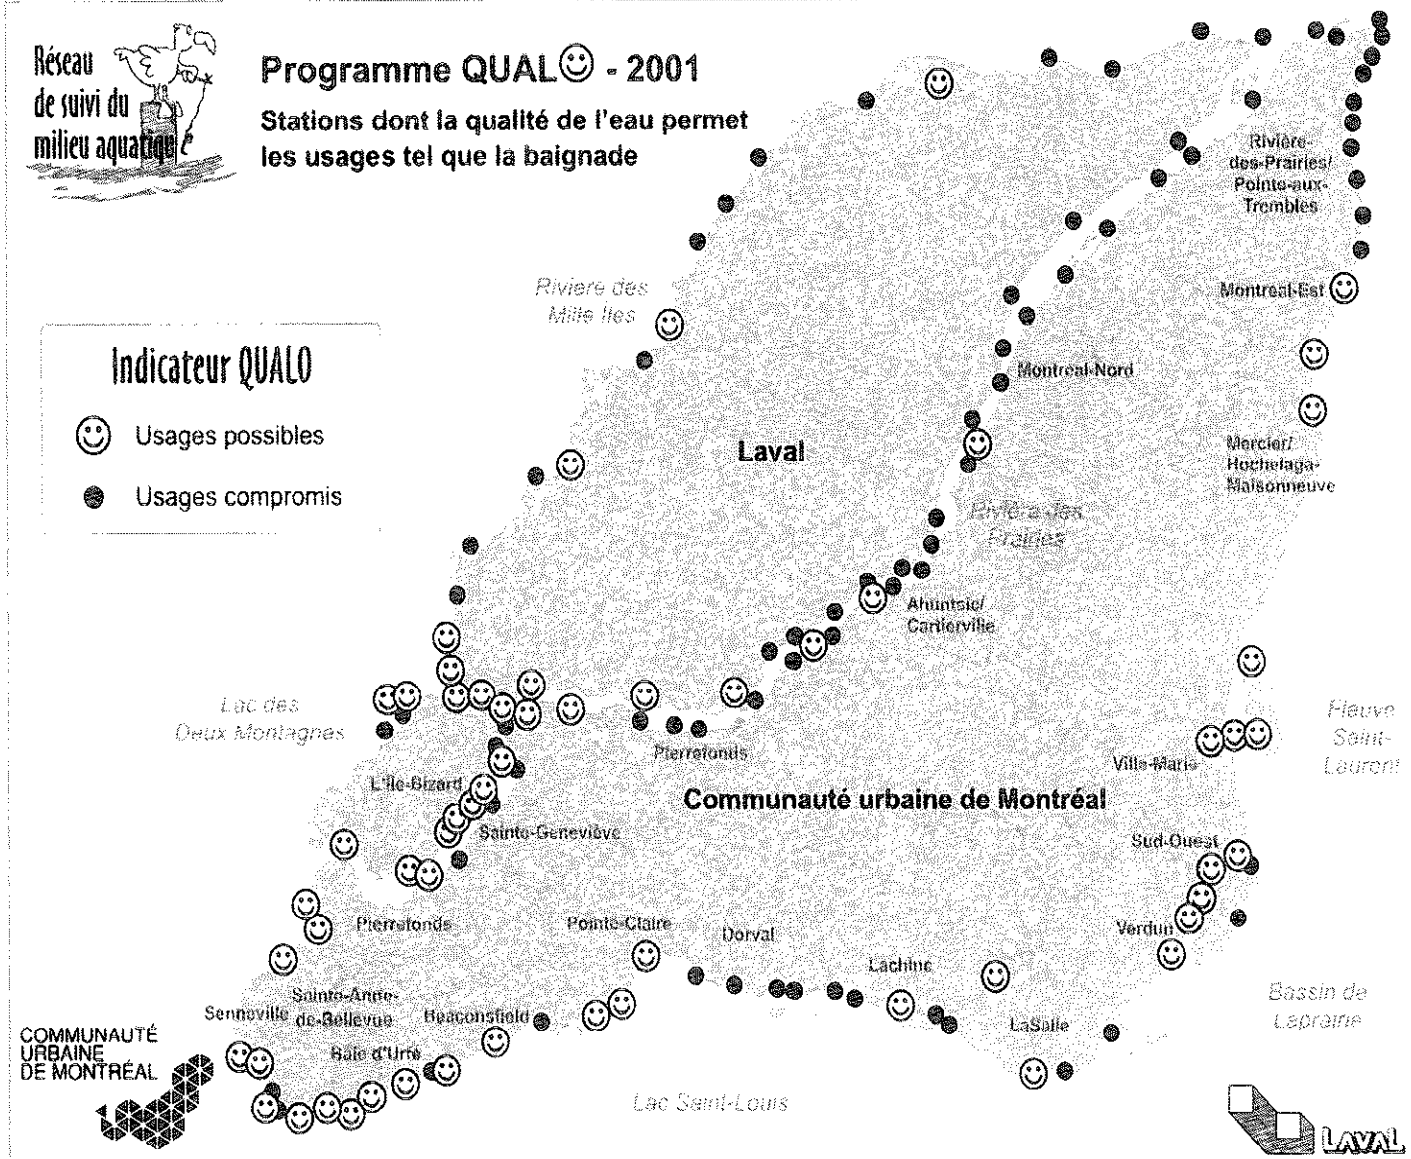 Réseau
de suivi du
milieu aquatique
Programme QUAL - 2001
Stations dont la qualité de l'eau permet
les usages tel que la baignade
Rivière-
des-Prairies/
Pointe-aux-
Trembles
Rivière des
Mille Iles
Montréal-Est
Indicateur QUALO
Usages possibles
Usages compromis
Montréal-Nord
Laval
Mercier/
Hochelaga-
Maisonneuve
Rivière des
Prairies
Ahuntsic/
Cartierville
Lac des
Deux Montagnes
Fleuve
Saint-
Laurent
Pierrefonds
Ville-Marie
L'Ile-Bizard
Communauté urbaine de Montréal
Sainte-Geneviève
Sud-Ouest
Pierrefonds
Pointe-Claire
Dorval
Verdun
Lachine
Senneville
Sainte-Anne-
de-Bellevue
Beaconsfield
LaSalle
Bassin de
Laprairie
Baie d'Urfé
COMMUNAUTÉ
URBAINE
DE MONTRÉAL
Lac Saint-Louis
LAVAL